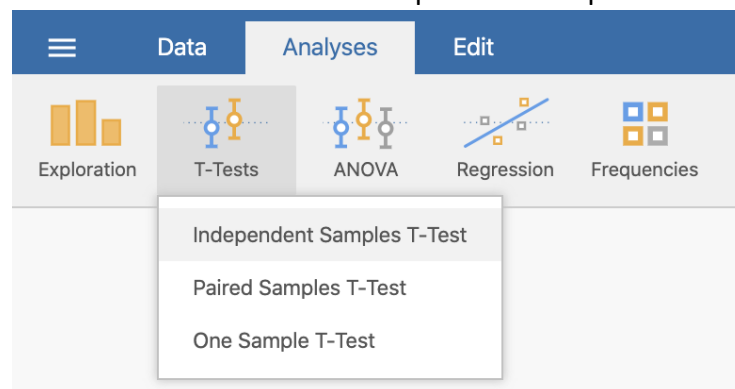 Data Analyses Edit
Exploration T-Tests ANOVA Regression Frequencies
Independent Samples T-Test
Paired Samples T-Test
One Sample T-Test